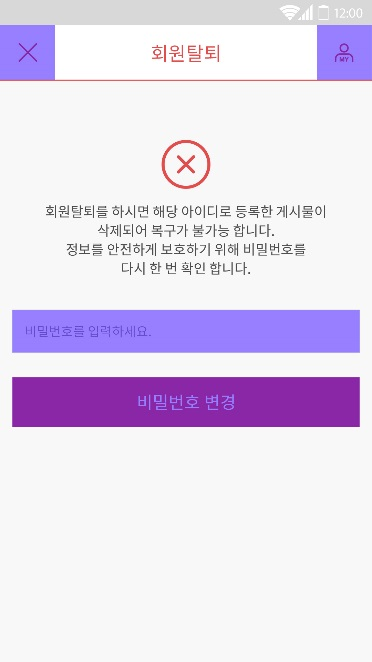 12:00
회원탈퇴
MY
회원탈퇴를 하시면 해당 아이디로 등록한 게시물이
삭제되어 복구가 불가능 합니다.
정보를 안전하게 보호하기 위해 비밀번호를
다시 한 번 확인 합니다.
비밀번호를 입력하세요.
비밀번호 변경